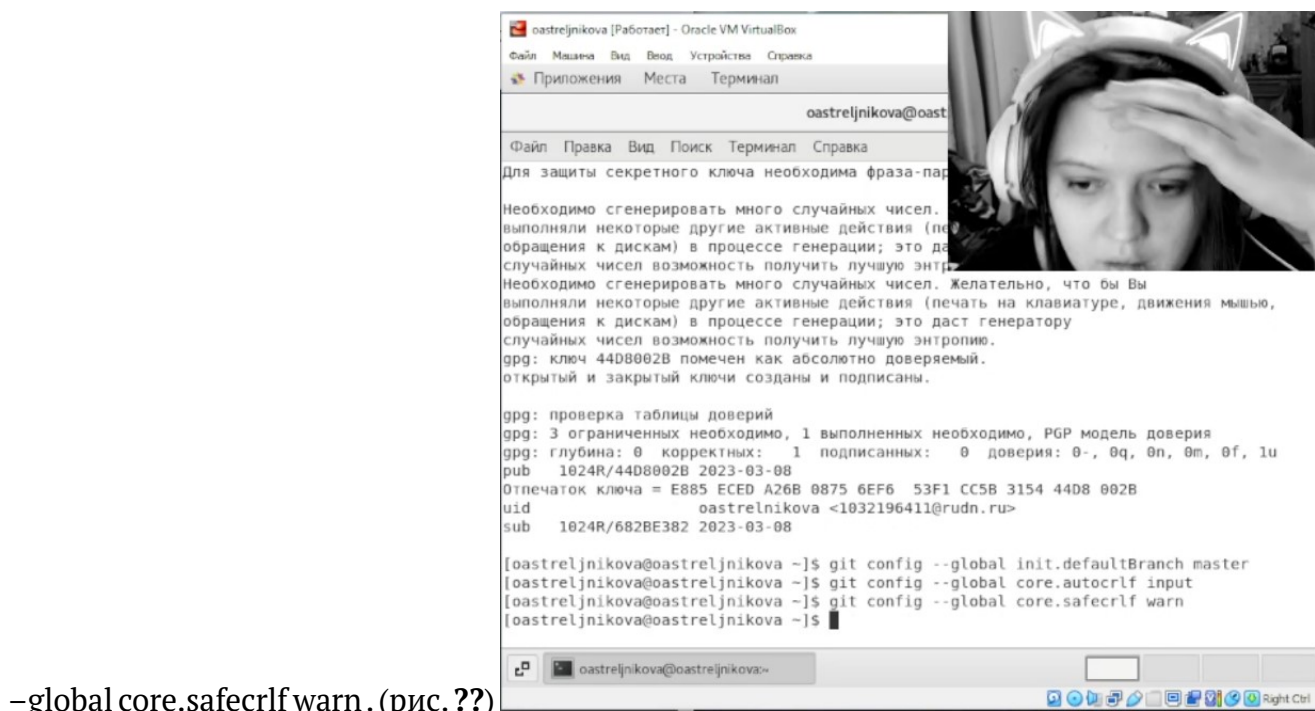 oastreljnikova [Работает] - Oracle VM VirtualBox
Файл Машина Вид Ввод Устройства Справка
Приложения Места Терминал
oastreljnikova@oast
Файл Правка Вид Поиск Терминал Справка
Для защиты секретного ключа необходима фраза-пар
Необходимо сгенерировать много случайных чисел.
выполняли некоторые другие активные действия (пе
обращения к дискам) в процессе генерации; это да
случайных чисел возможность получить лучшую энтр
Необходимо сгенерировать много случайных чисел. Желательно, что бы Вы
выполняли некоторые другие активные действия (печать на клавиатуре, движения мышью,
обращения к дискам) в процессе генерации; это даст генератору
случайных чисел возможность получить лучшую энтропию.
gpg: ключ 44D8002B помечен как абсолютно доверяемый.
открытый и закрытый ключи созданы и подписаны.
gpg: проверка таблицы доверий
gpg: 3 ограниченных необходимо, 1 выполненных необходимо, PGP модель доверия
gpg: глубина: 0 корректных: 1 подписанных: 0 доверия: 0-, 0q, 0n, 0m, 0f, 1u
pub 1024R/44D8002B 2023-03-08
Отпечаток ключа = E885 ECED A26B 0875 6EF6 53F1 CC5B 3154 44D8 002B
uid oastrelnikova <1032196411@rudn.ru>
sub 1024R/682BE382 2023-03-08
[oastreljnikova@oastreljnikova ~]$ git config --global init.defaultBranch master
[oastreljnikova@oastreljnikova ~]$ git config --global core.autocrlf input
[oastreljnikova@oastreljnikova ~]$ git config --global core.safecrlf warn
[oastreljnikova@oastreljnikova ~]$
oastreljnikova@oastreljnikova:~
Right Ctrl
–global core.safecrlf warn . (рис. ??)